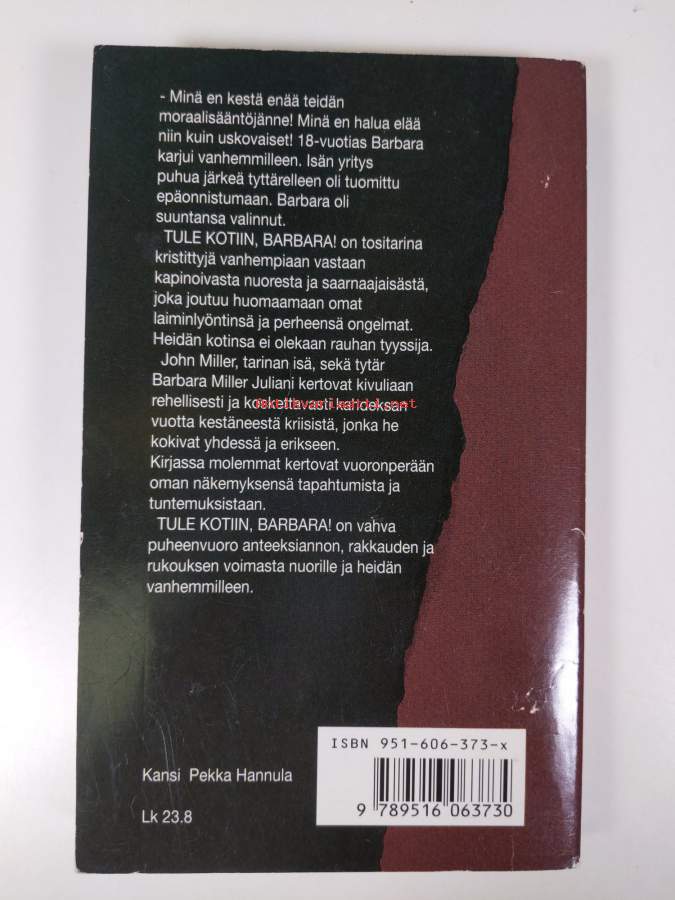 - Minä en kestä enää teidän
moraalisääntöjänne! Minä en halua elää
niin kuin uskovaiset! 18-vuotias Barbara
karjui vanhemmilleen. Isän yritys
puhua järkeä tyttärelleen oli tuomittu
epäonnistumaan. Barbara oli
suuntansa valinnut.
TULE KOTIIN, BARBARA! on tositarina
kristittyjä vanhempiaan vastaan
kapinoivasta nuoresta ja saarnaajaisästä,
joka joutuu huomaamaan omat
laiminlyöntinsä ja perheensä ongelmat.
Heidän kotinsa ei olekaan rauhan tyyssija.
John Miller, tarinan isä, sekä tytär
Barbara Miller Juliani kertovat kivuliaan
rehellisesti ja koskettavasti kahdeksan
vuotta kestäneestä kriisistä, jonka he
kokivat yhdessä ja erikseen.
Kirjassa molemmat kertovat vuoronperään
oman näkemyksensä tapahtumista ja
tuntemuksistaan.
TULE KOTIIN, BARBARA! on vahva
puheenvuoro anteeksiannon, rakkauden ja
rukouksen voimasta nuorille ja heidän
vanhemmilleen.
ISBN 951-606-373-x
Kansi Pekka Hannula
9 789516 063730
Lk 23.8